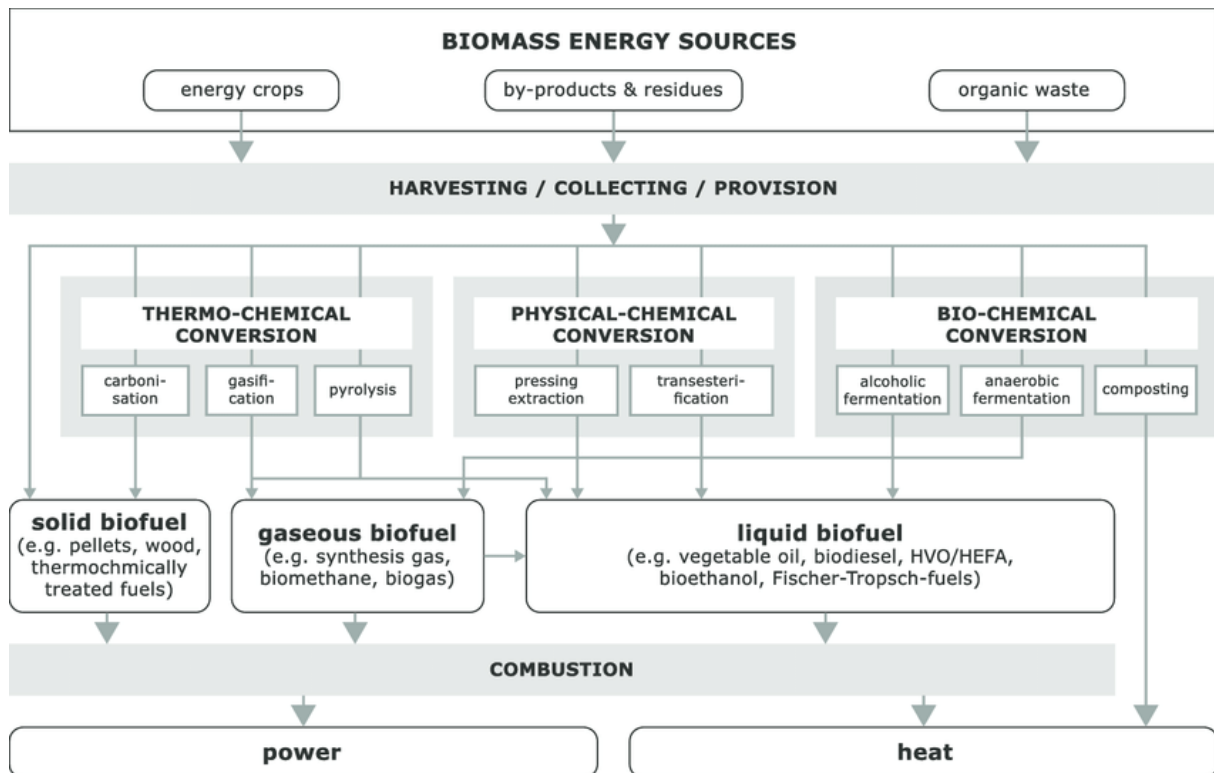 BIOMASS ENERGY SOURCES
energy crops
by-products & residues
organic waste
HARVESTING / COLLECTING / PROVISION
THERMO-CHEMICAL
CONVERSION
PHYSICAL-CHEMICAL
CONVERSION
BIO-CHEMICAL
CONVERSION
carboni-
sation
gasifi-
cation
pyrolysis
pressing
extraction
transesteri-
fication
alcoholic
fermentation
anaerobic
fermentation
composting
solid biofuel
(e.g. pellets, wood,
thermochmically
treated fuels)
gaseous biofuel
(e.g. synthesis gas,
biomethane, biogas)
liquid biofuel
(e.g. vegetable oil, biodiesel, HVO/HEFA,
bioethanol, Fischer-Tropsch-fuels)
COMBUSTION
power
heat